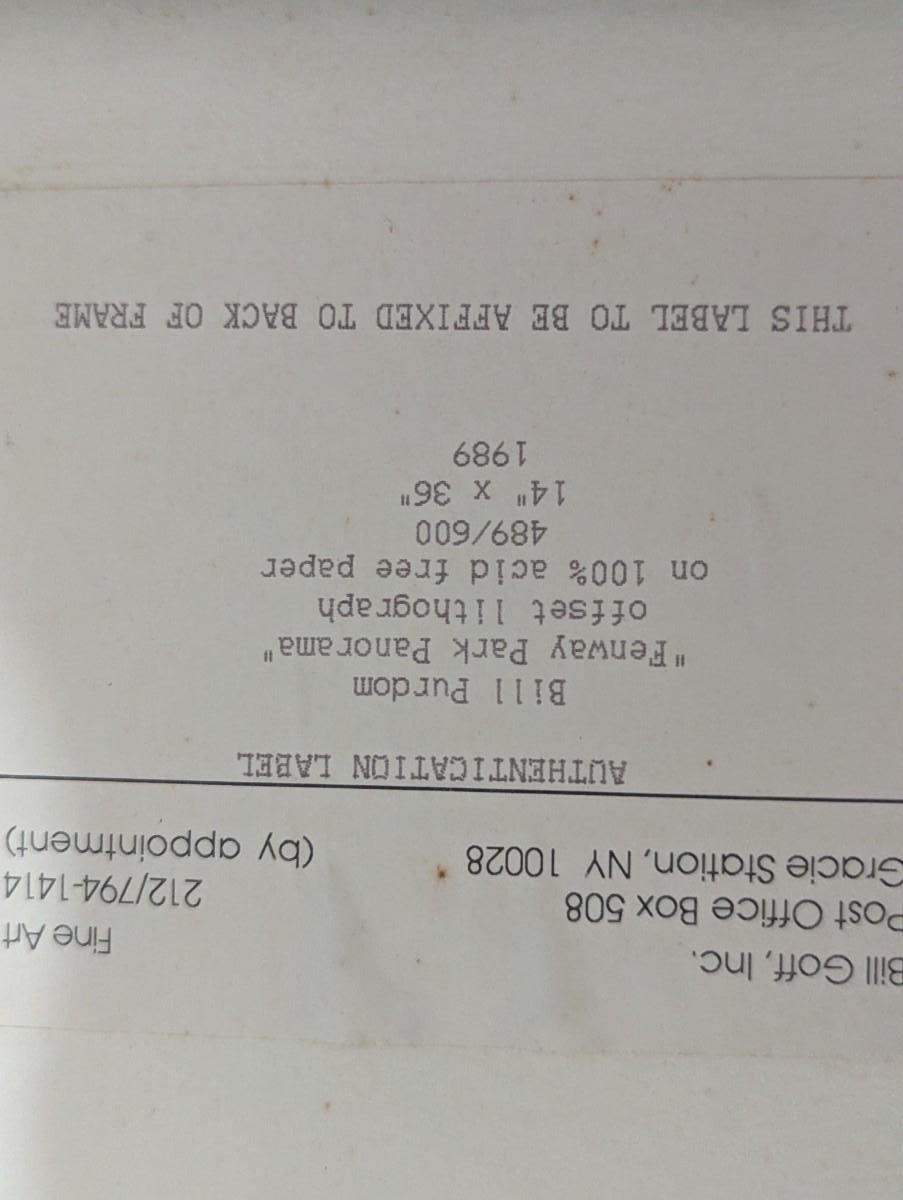 Bill Goff, Inc.
Post Office Box 508
Gracie Station, NY 10028
Fine Art
212/794-1414
(by appointment)
AUTHENTICATION LABEL
Bill Purdom
"Fenway Park Panorama"
offset lithograph
on 100% acid free paper
489/600
14" x 36"
1989
THIS LABEL TO BE AFFIXED TO BACK OF FRAME